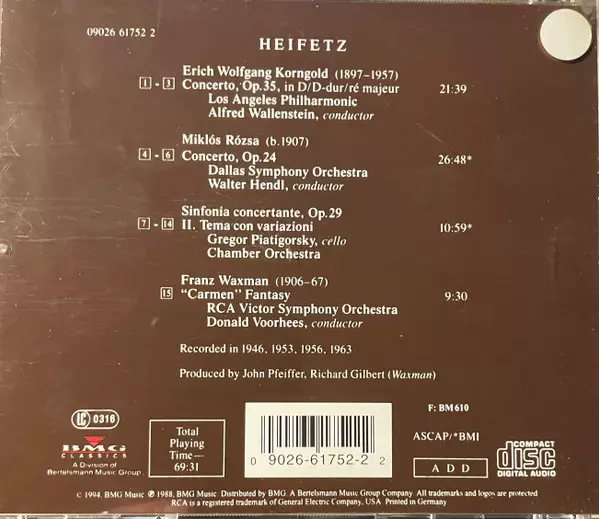 09026 61752 2
HEIFETZ
Erich Wolfgang Korngold (1897-1957)
1 - 3 Concerto, Op.35, in D/D-dur/ré majeur 21:39
Los Angeles Philharmonic
Alfred Wallenstein, conductor
Miklós Rózsa (b.1907)
4 - 6 Concerto, Op.24 26:48*
Dallas Symphony Orchestra
Walter Hendl, conductor
Sinfonia concertante, Op.29
7 - 14 II. Tema con variazioni 10:59*
Gregor Piatigorsky, cello
Chamber Orchestra
Franz Waxman (1906-67)
15 "Carmen" Fantasy 9:30
RCA Victor Symphony Orchestra
Donald Voorhees, conductor
Recorded in 1946, 1953, 1956, 1963
Produced by John Pfeiffer, Richard Gilbert (Waxman)
F: BM610
LC 0316
BMG
CLASSICS
A Division of
Bertelsmann Music Group
Total
Playing
Time—
69:31
0 9026-61752-2 2
ASCAP/*BMI
A D D
COMPACT
disc
DIGITAL AUDIO
© 1994, BMG Music ℗ 1988, BMG Music Distributed by BMG. A Bertelsmann Music Group Company. All trademarks and logos are protected
RCA is a registered trademark of General Electric Company, USA Printed in Germany